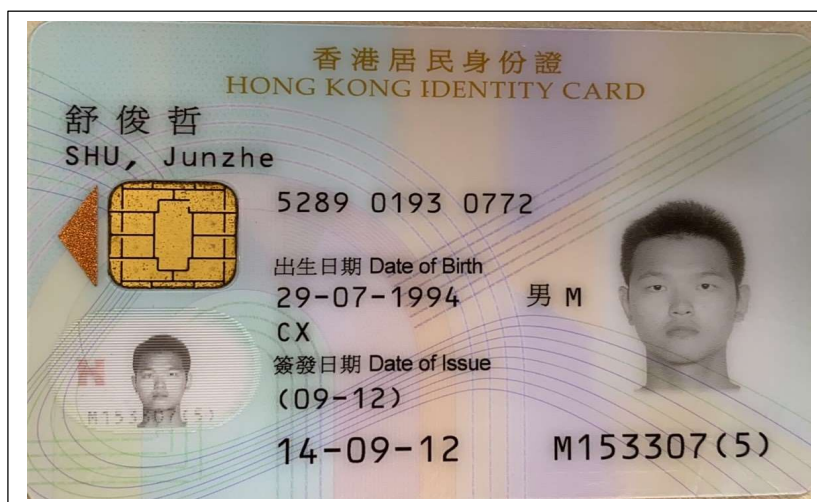 香港居民身份證
HONG KONG IDENTITY CARD
舒俊哲
SHU, Junzhe
5289 0193 0772
出生日期 Date of Birth
29-07-1994 男 M
CX
簽發日期 Date of Issue
(09-12)
14-09-12
M153307(5)
M153307(5)